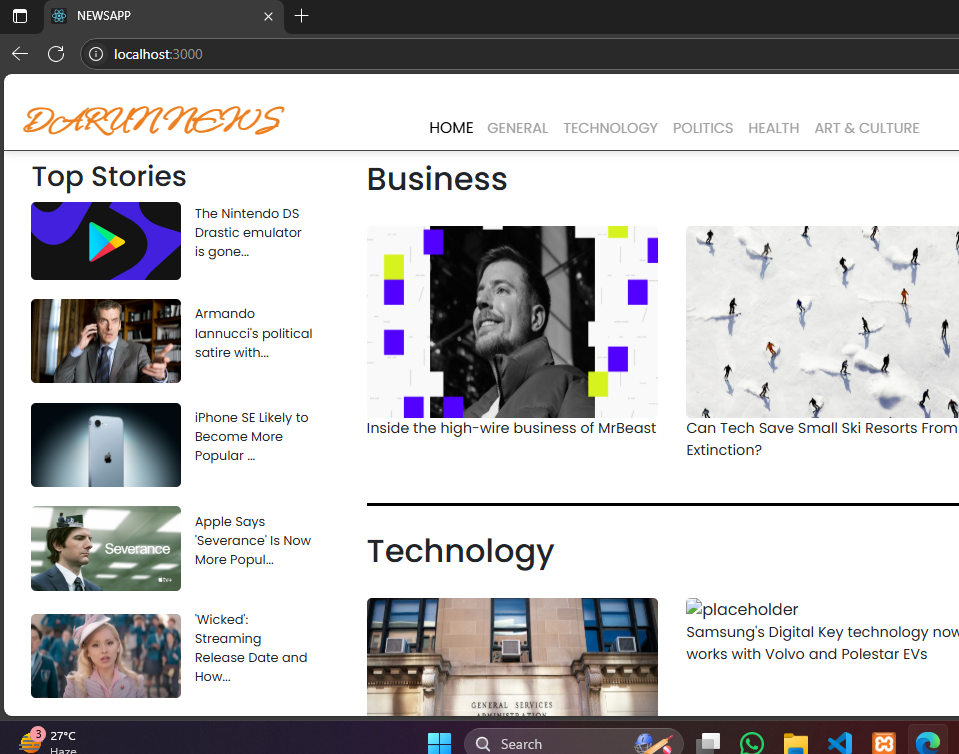 NEWSAPP
localhost:3000
DARUN NEWS
HOME GENERAL TECHNOLOGY POLITICS HEALTH ART & CULTURE
Top Stories
The Nintendo DS
Drastic emulator
is gone...
Armando
Iannucci's political
satire with...
iPhone SE Likely to
Become More
Popular ...
Severance
tv+
Apple Says
'Severance' Is Now
More Popul...
'Wicked':
Streaming
Release Date and
How...
Business
Inside the high-wire business of MrBeast
Can Tech Save Small Ski Resorts From
Extinction?
Technology
GENERAL SERVICES
ADMINISTRATION
placeholder
Samsung's Digital Key technology now
works with Volvo and Polestar EVs
3
27°C
Haze
Search